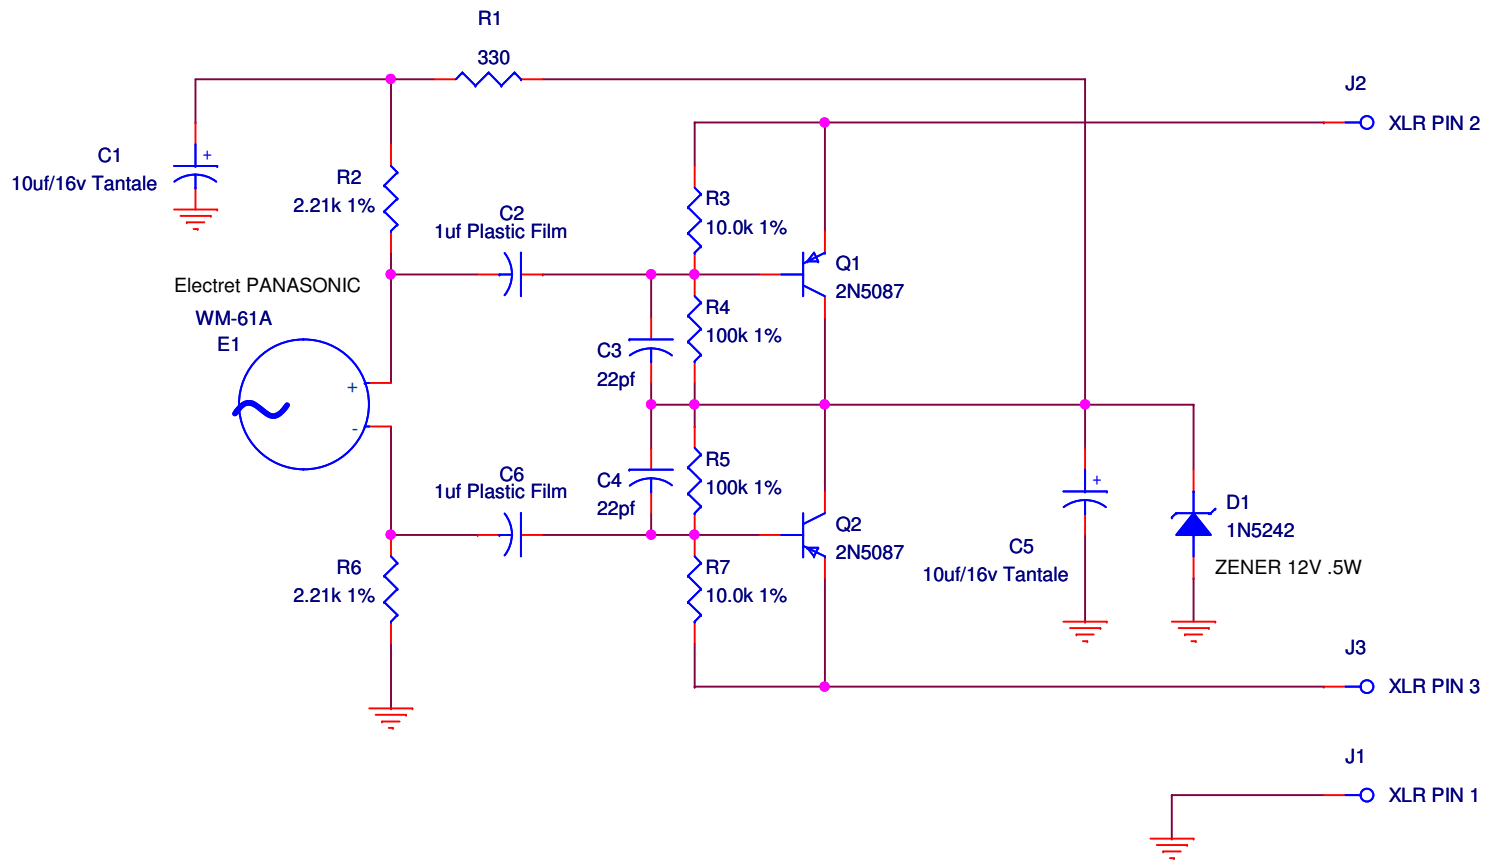 R1
330
J2
XLR PIN 2
C1
10uf/16v Tantale
+
R2
2.21k 1%
R3
10.0k 1%
C2
1uf Plastic Film
Q1
2N5087
Electret PANASONIC
WM-61A
E1
R4
100k 1%
C3
22pf
+
-
R5
100k 1%
C6
1uf Plastic Film
C4
22pf
+
D1
1N5242
Q2
2N5087
C5
10uf/16v Tantale
ZENER 12V .5W
R6
2.21k 1%
R7
10.0k 1%
J3
XLR PIN 3
J1
XLR PIN 1